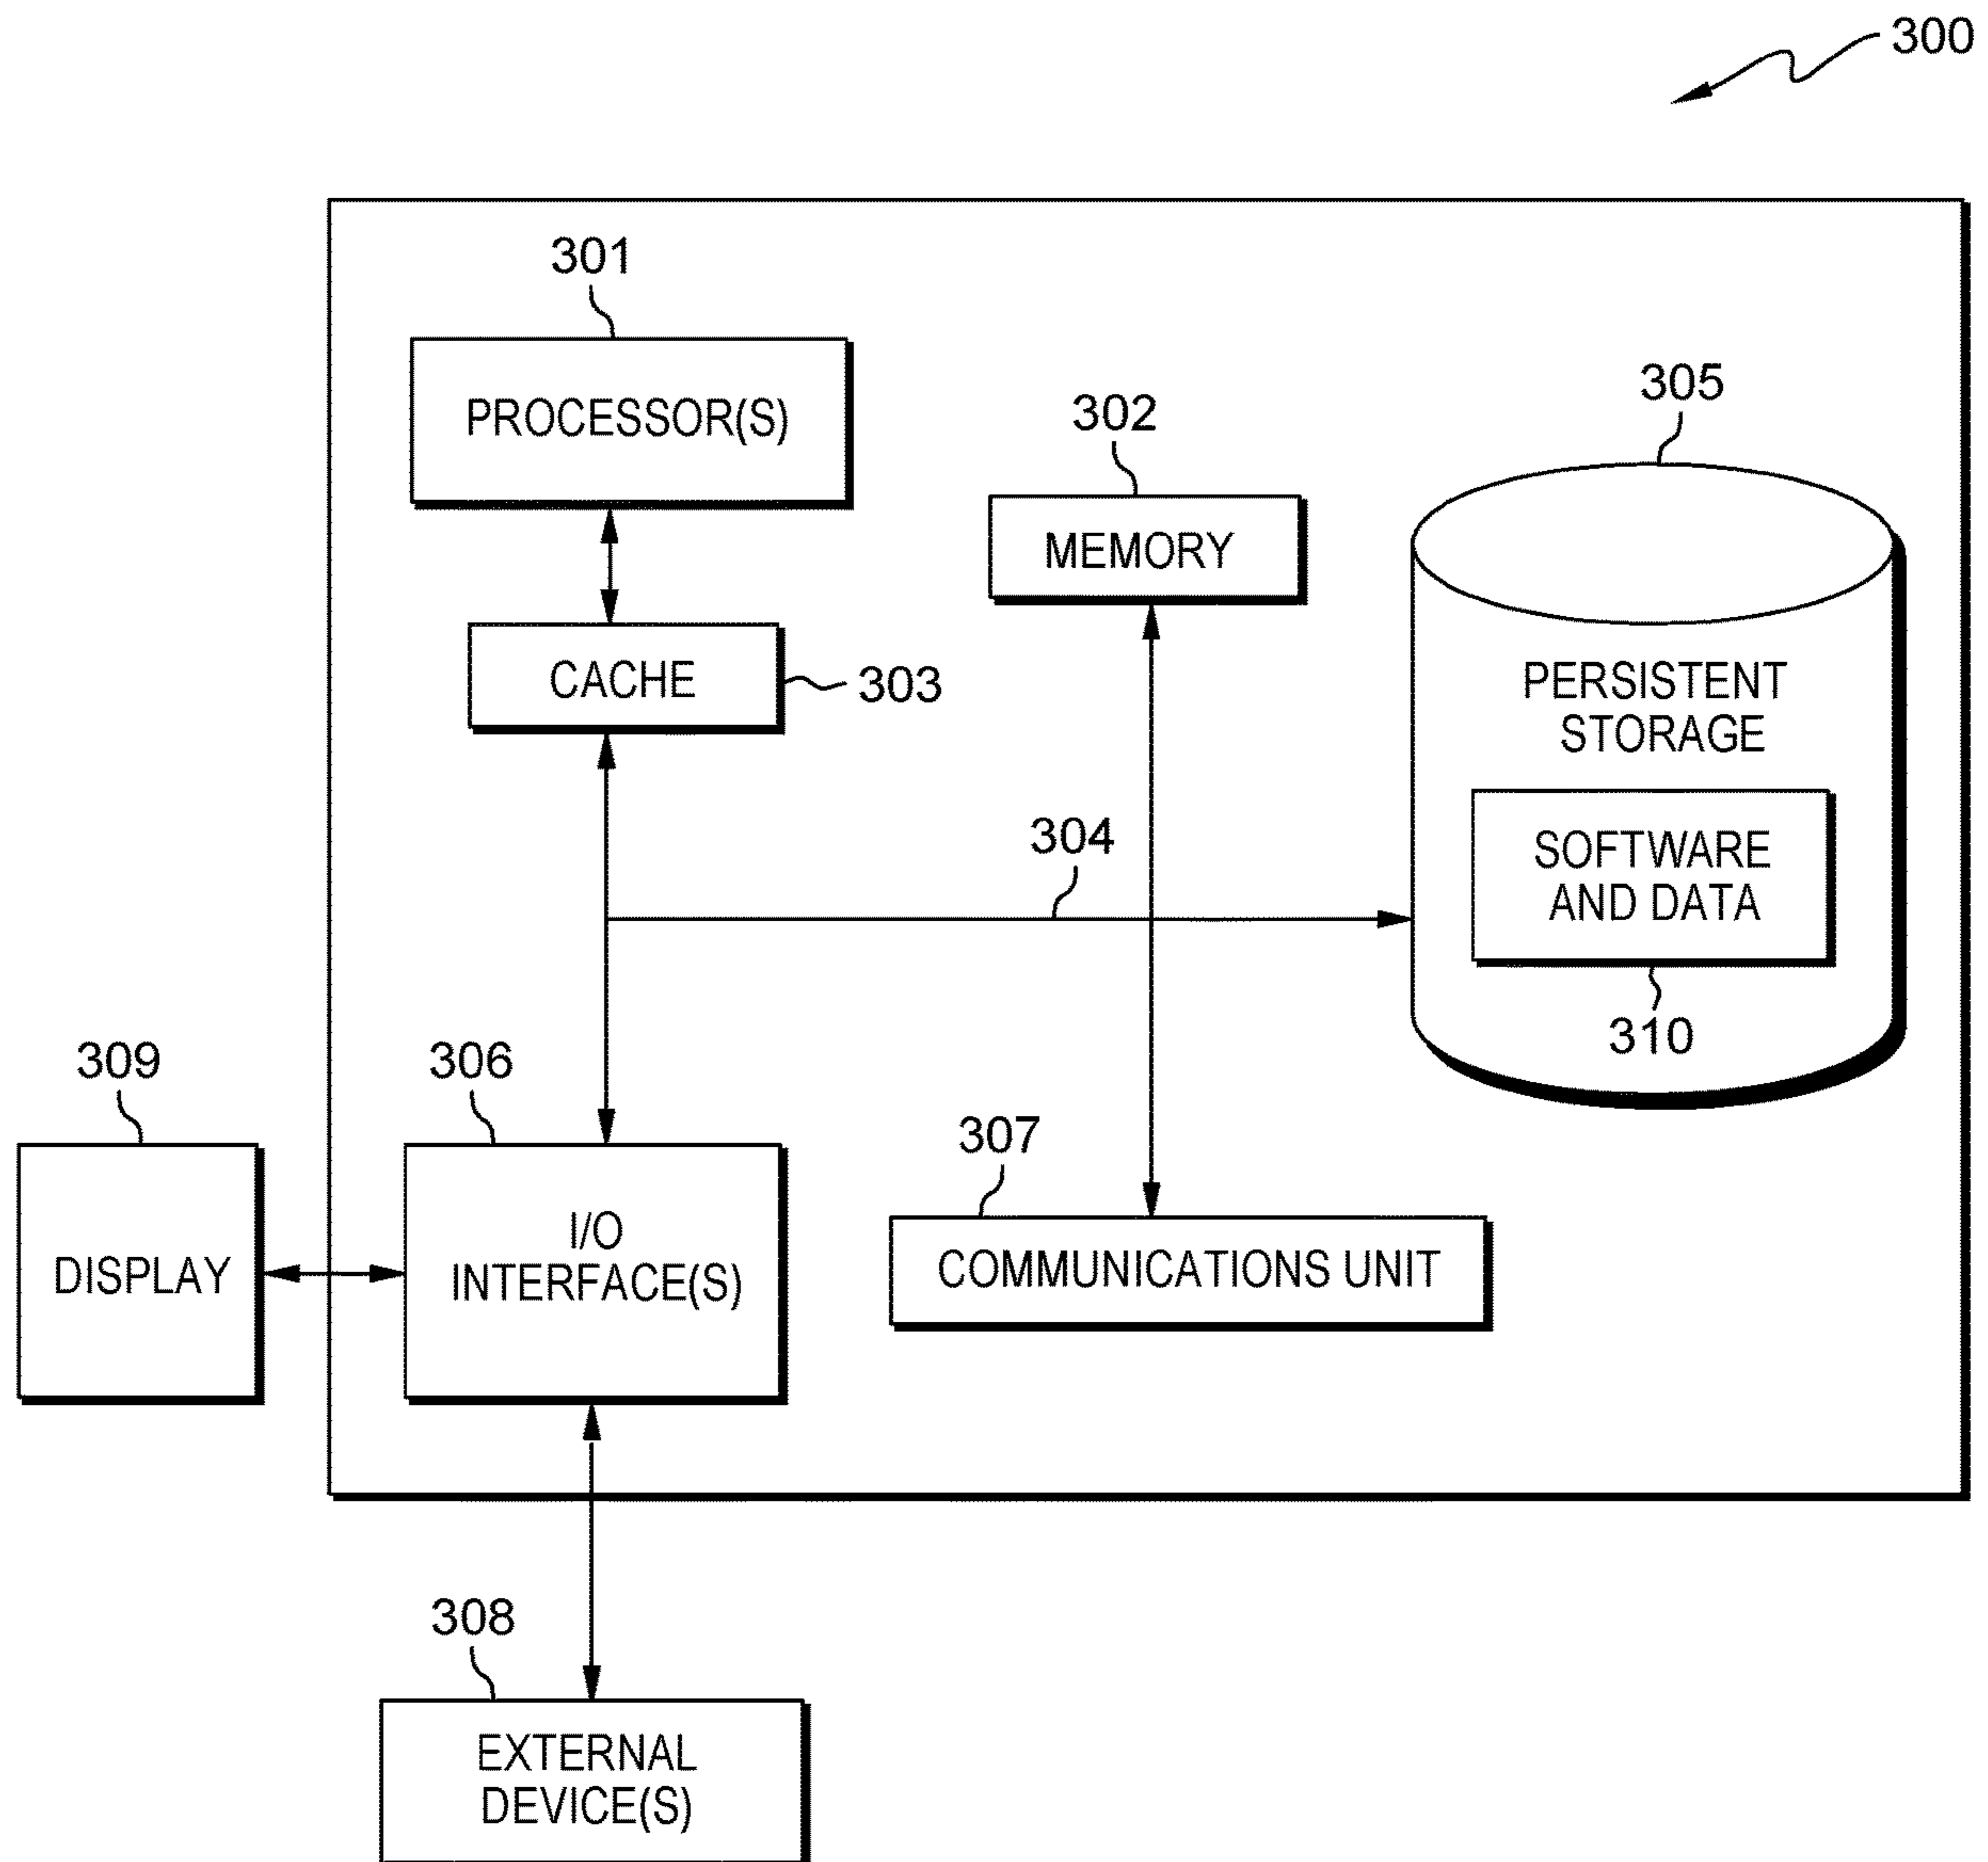 300
301
PROCESSOR(S)
302
MEMORY
305
CACHE
303
PERSISTENT
STORAGE
304
SOFTWARE
AND DATA
310
309
306
DISPLAY
I/O
INTERFACE(S)
307
COMMUNICATIONS UNIT
308
EXTERNAL
DEVICE(S)